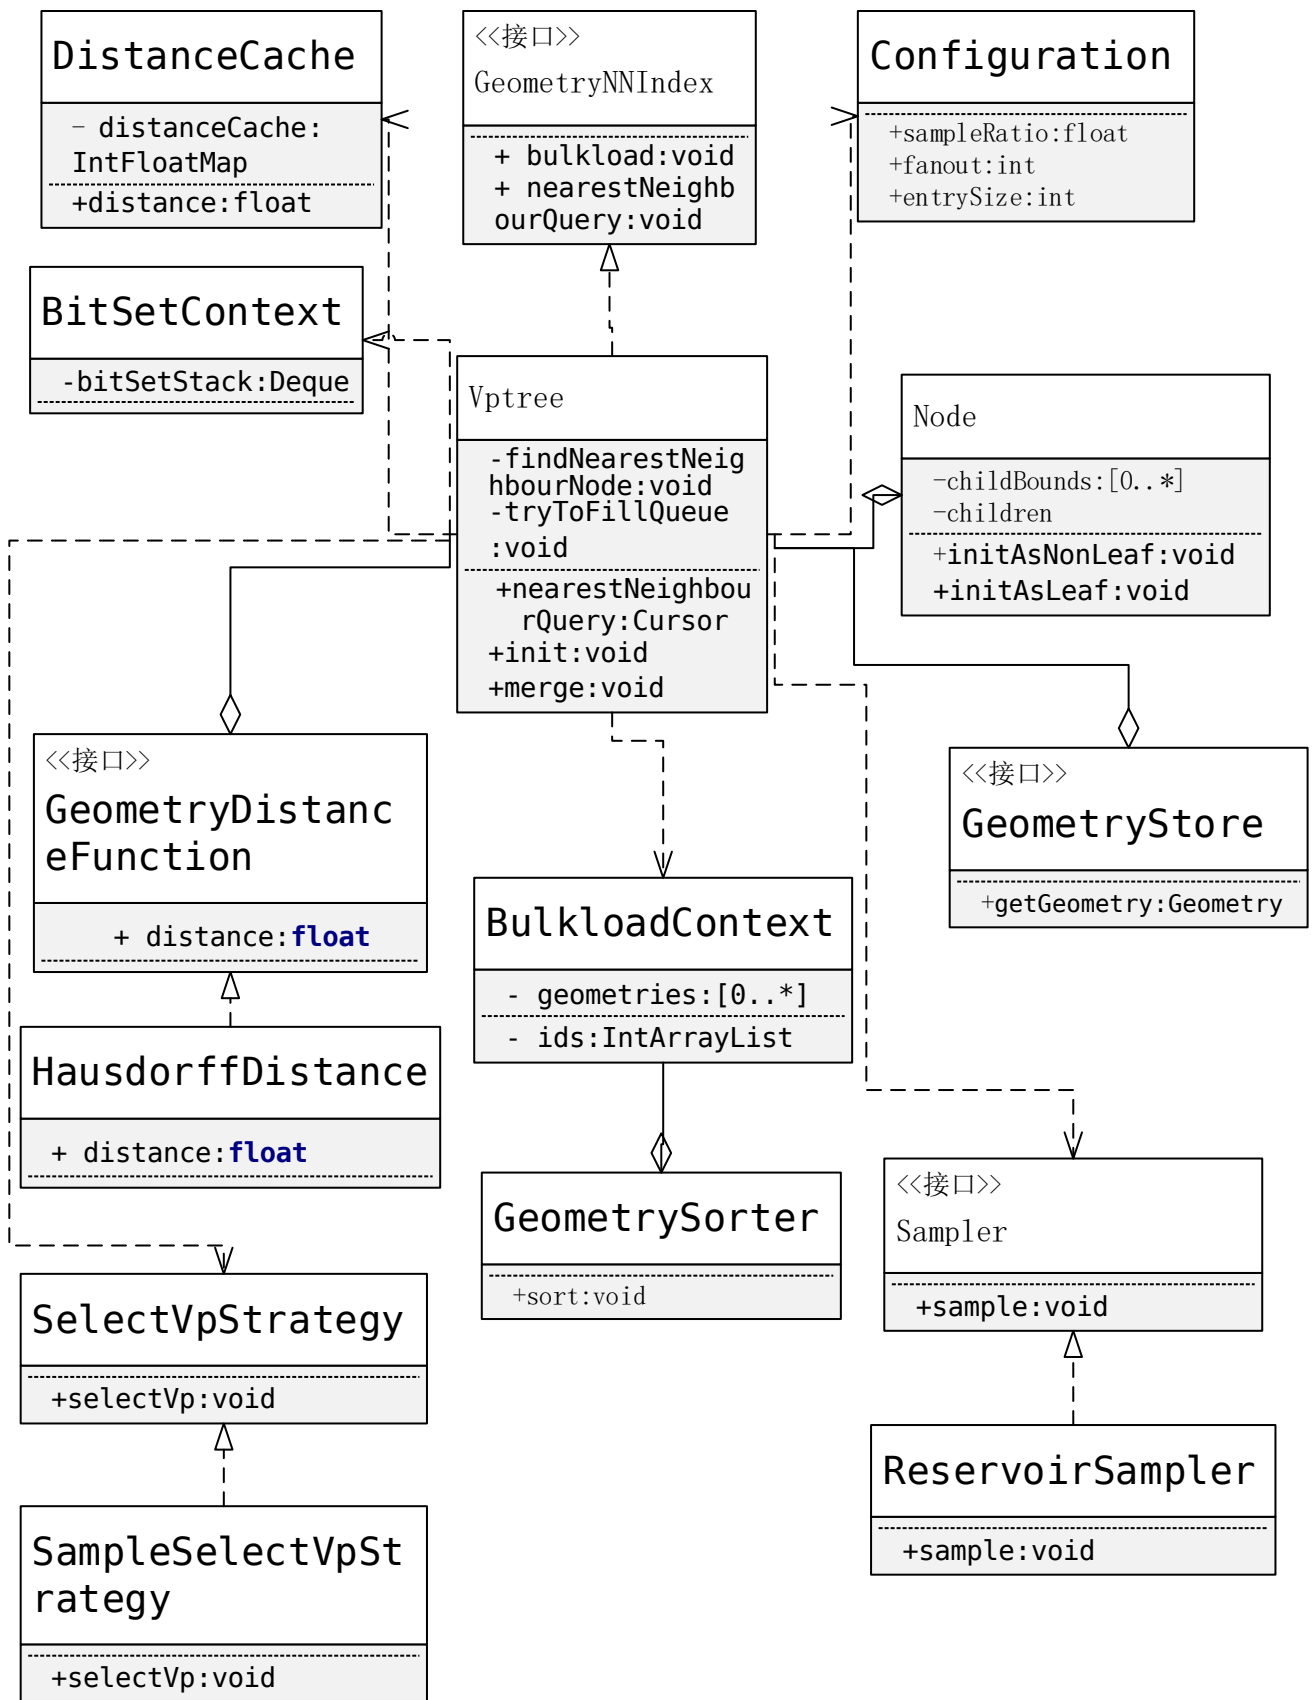 DistanceCache
- distanceCache:
IntFloatMap
+distance:float
<<接口>>
GeometryNNIndex
+ bulkload:void
+ nearestNeighb
ourQuery:void
Configuration
+sampleRatio:float
+fanout:int
+entrySize:int
BitSetContext
-bitSetStack:Deque
Vptree
-findNearestNeig
hbourNode:void
-tryToFillQueue
:void
+nearestNeighbou
rQuery:Cursor
+init:void
+merge:void
Node
-childBounds:[0..*]
-children
+initAsNonLeaf:void
+initAsLeaf:void
<<接口>>
GeometryDistanc
eFunction
+ distance:float
<<接口>>
GeometryStore
+getGeometry:Geometry
BulkloadContext
- geometries:[0..*]
- ids:IntArrayList
HausdorffDistance
+ distance:float
GeometrySorter
+sort:void
<<接口>>
Sampler
+sample:void
SelectVpStrategy
+selectVp:void
ReservoirSampler
+sample:void
SampleSelectVpSt
rategy
+selectVp:void